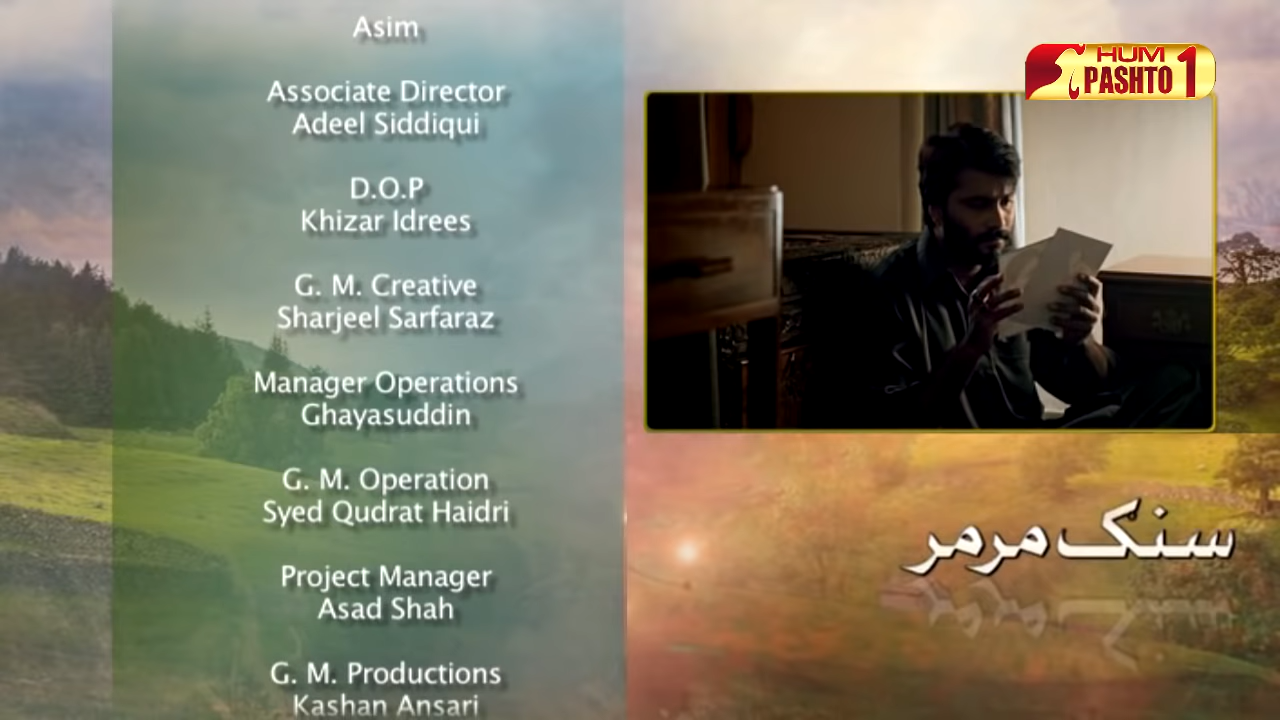 Asim
Associate Director
Adeel Siddiqui
D.O.P
Khizar Idrees
G. M. Creative
Sharjeel Sarfaraz
Manager Operations
Ghayasuddin
G. M. Operation
Syed Qudrat Haidri
Project Manager
Asad Shah
G. M. Productions
Kashan Ansari
HUM
PASHTO 1
سنک مرمر